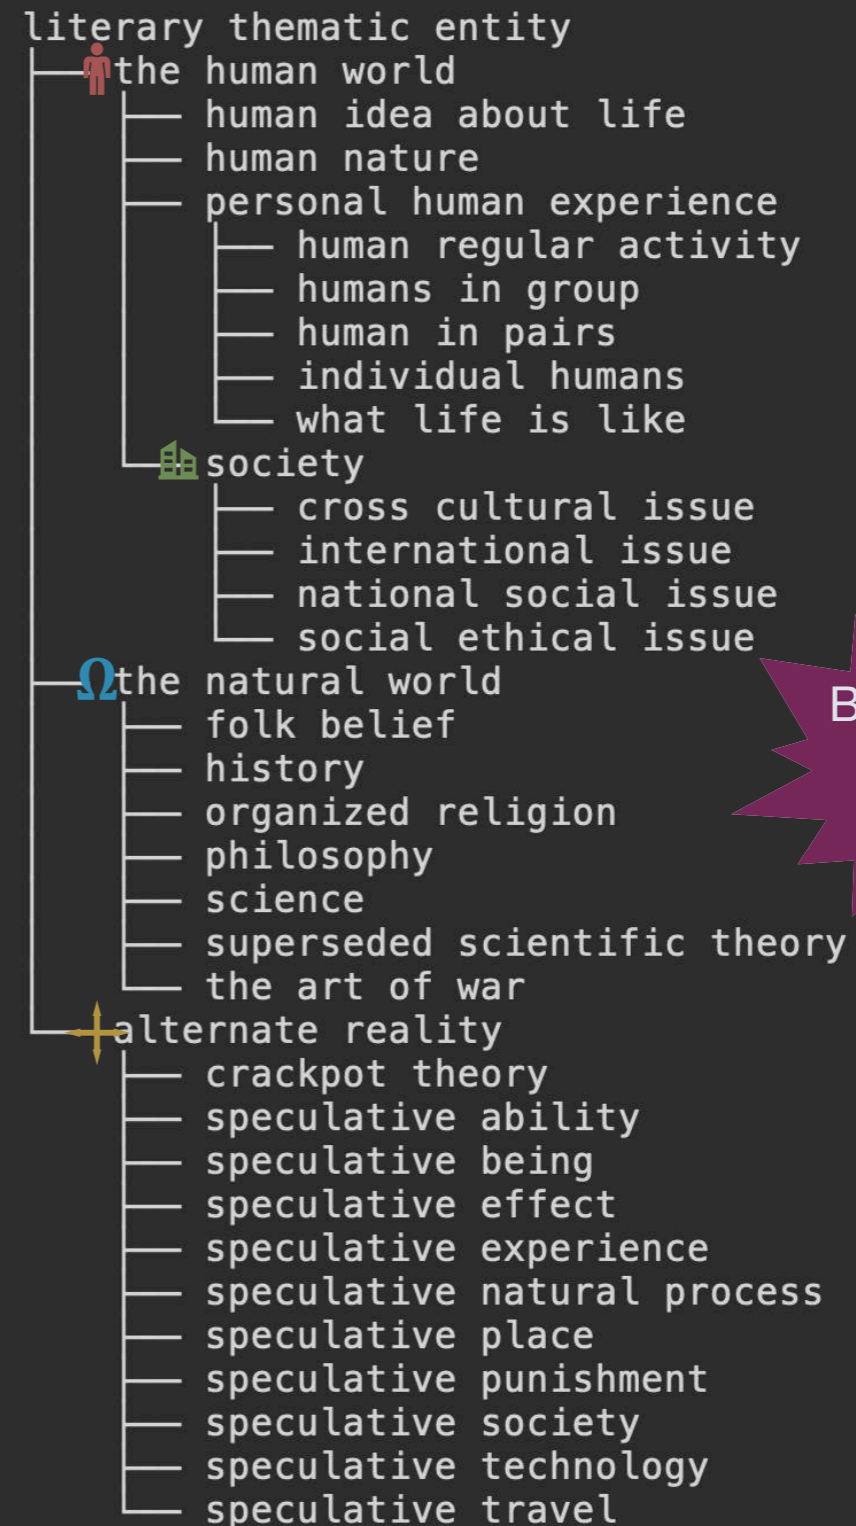 literary thematic entity
the human world
human idea about life
human nature
personal human experience
human regular activity
humans in group
human in pairs
individual humans
what life is like
society
cross cultural issue
international issue
national social issue
social ethical issue
Ωthe natural world
folk belief
history
organized religion
philosophy
science
superseded scientific theory
the art of war
alternate reality
crackpot theory
speculative ability
speculative being
speculative effect
speculative experience
speculative natural process
speculative place
speculative punishment
speculative society
speculative technology
speculative travel